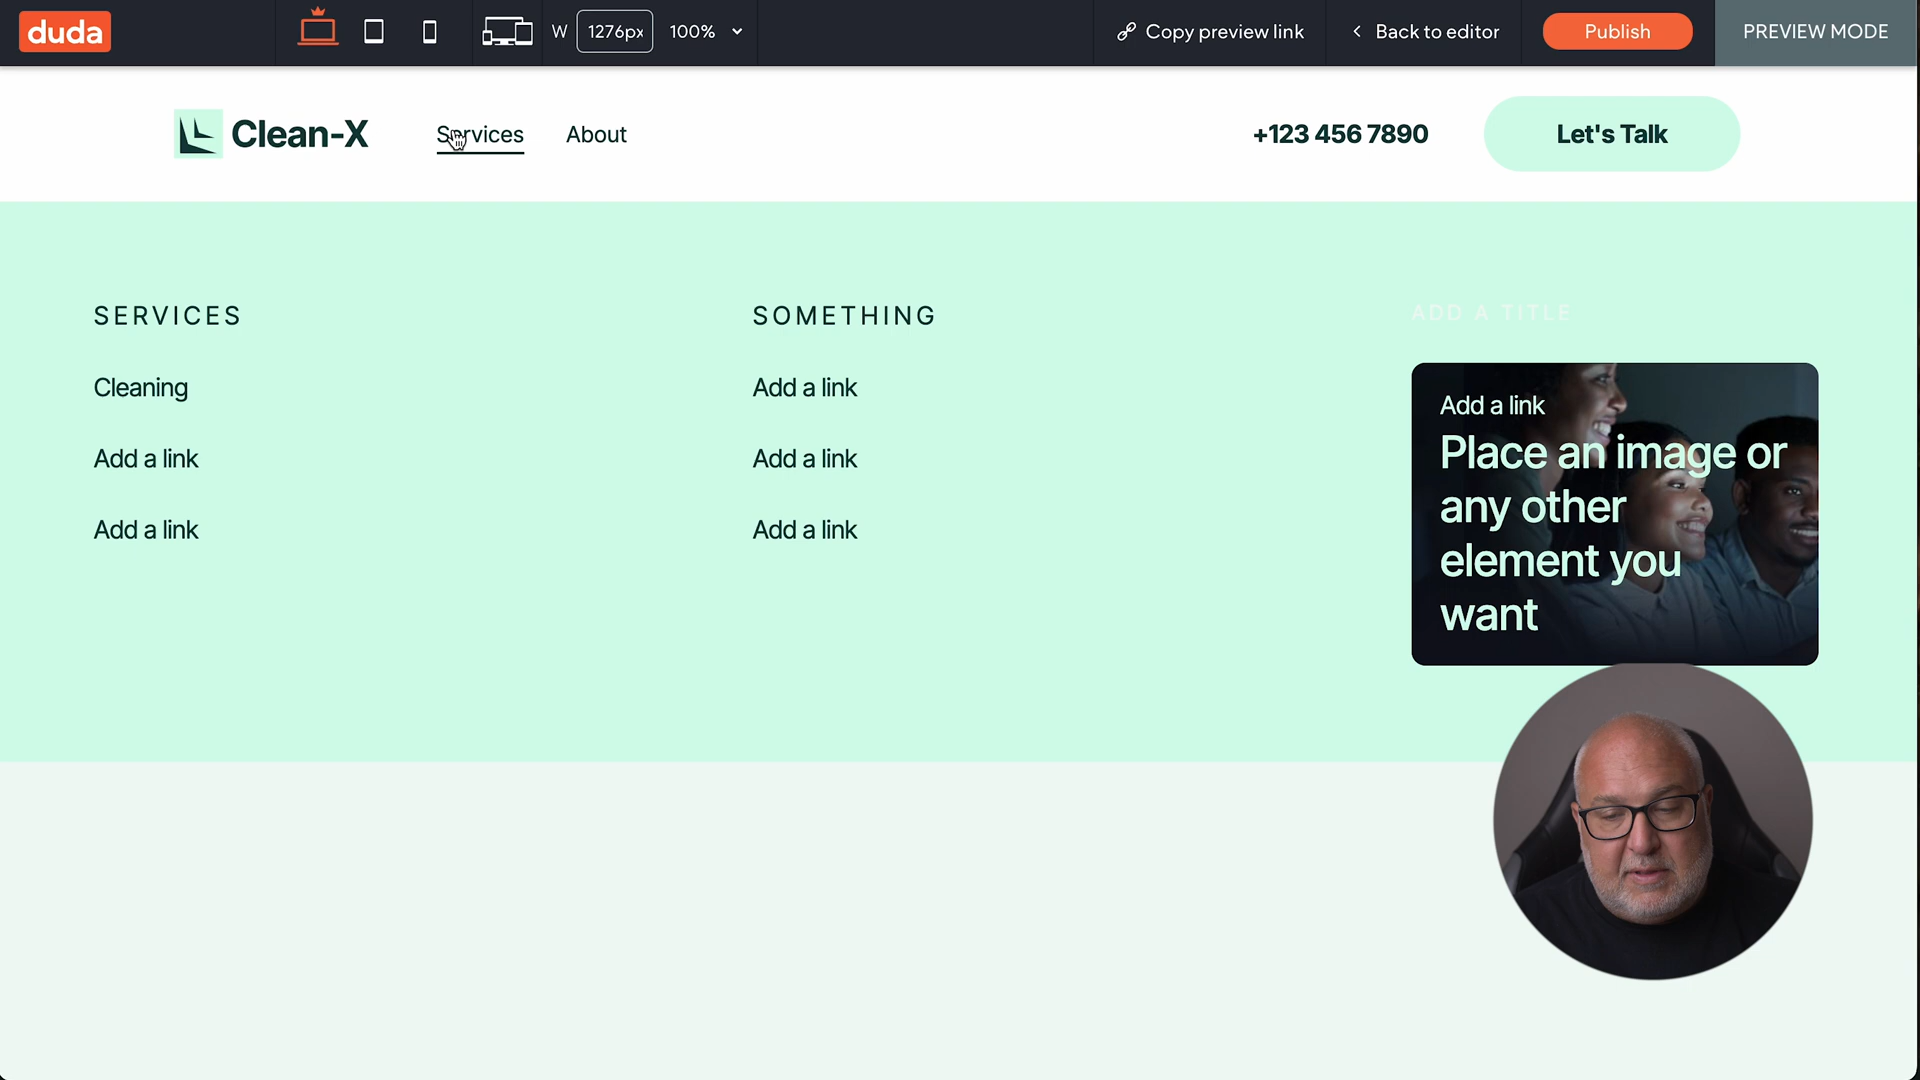 duda
W 1276px 100%
Copy preview link
Back to editor
Publish
PREVIEW MODE
Clean-X
Services
About
+123 456 7890
Let's Talk
SERVICES
Cleaning
Add a link
Add a link
SOMETHING
Add a link
Add a link
Add a link
ADD A TITLE
Add a link
Place an image or
any other
element you
want